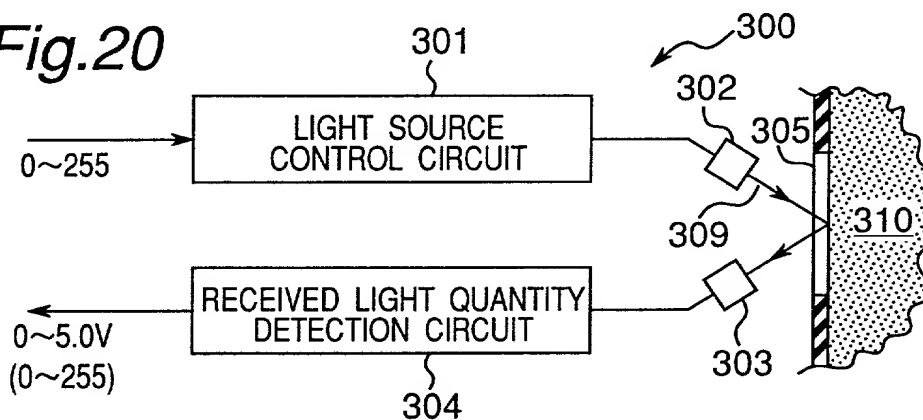 Fig.20
300
301
302
305
LIGHT SOURCE
CONTROL CIRCUIT
0~255
309
310
RECEIVED LIGHT QUANTITY
DETECTION CIRCUIT
0~5.0V
(0~255)
303
304